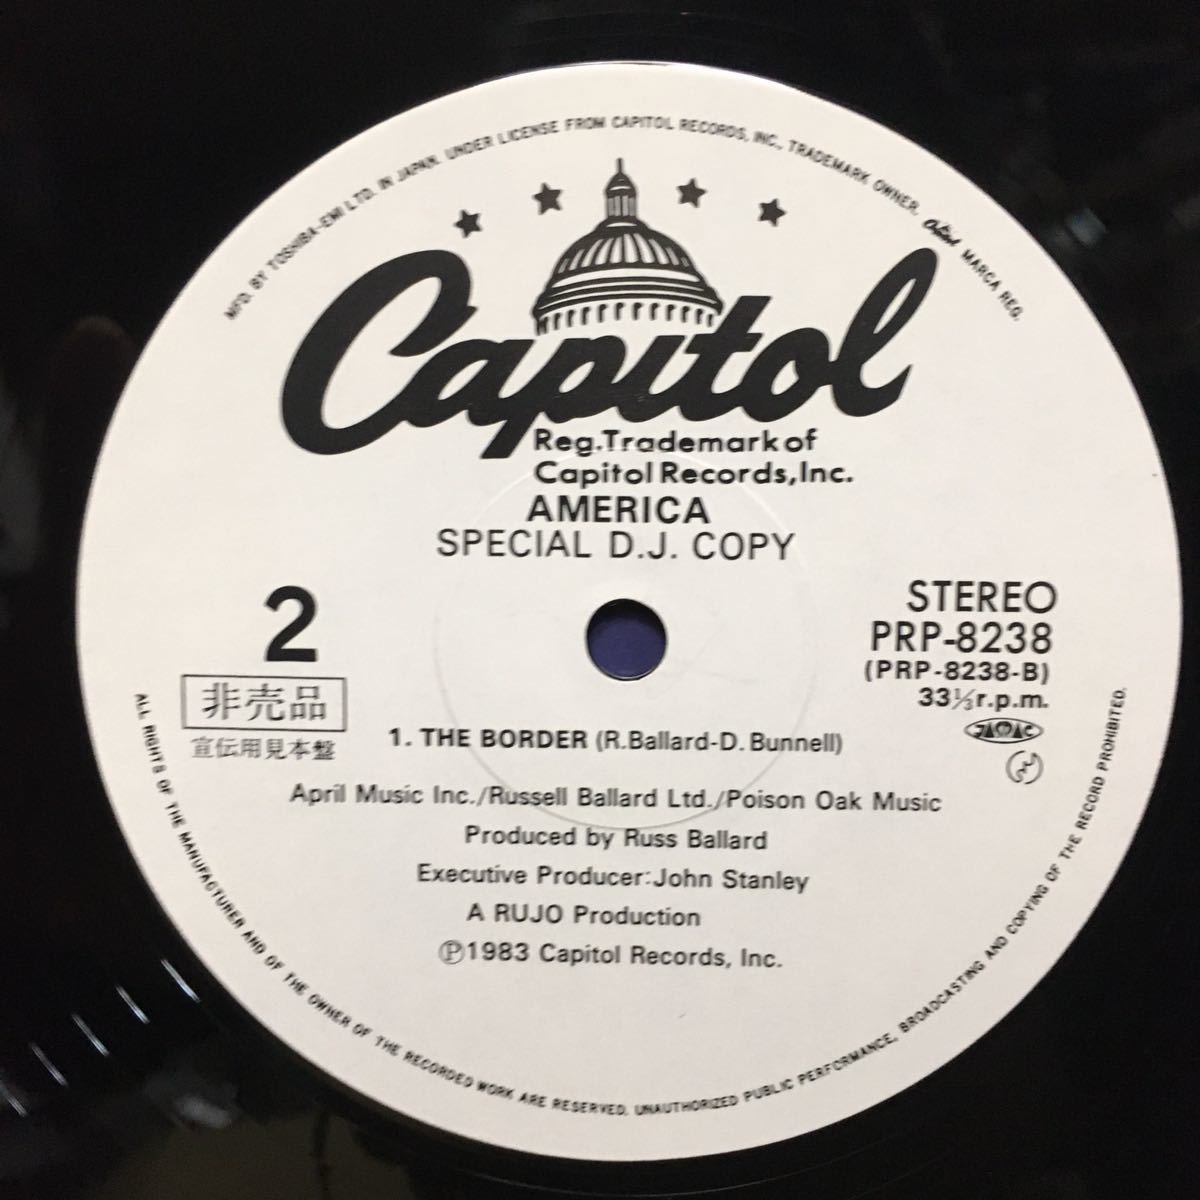 MFD. BY TOSHIBA-EMI LTD. IN JAPAN. UNDER LICENSE FROM CAPITOL RECORDS, INC., TRADEMARK OWNER. Capitol MARCA REG.
Capitol
Reg.Trademark of
Capitol Records,Inc.
AMERICA
SPECIAL D.J. COPY
2
STEREO
PRP-8238
(PRP-8238-B)
33⅓r.p.m.
非売品
宣伝用見本盤
JASRAC
1. THE BORDER (R.Ballard-D. Bunnell)
April Music Inc./Russell Ballard Ltd./Poison Oak Music
Produced by Russ Ballard
Executive Producer:John Stanley
A RUJO Production
Ⓟ1983 Capitol Records, Inc.
ALL RIGHTS OF THE MANUFACTURER AND OF THE OWNER OF THE RECORDED WORK ARE RESERVED. UNAUTHORIZED PUBLIC PERFORMANCE, BROADCASTING AND COPYING OF THE RECORD PROHIBITED.